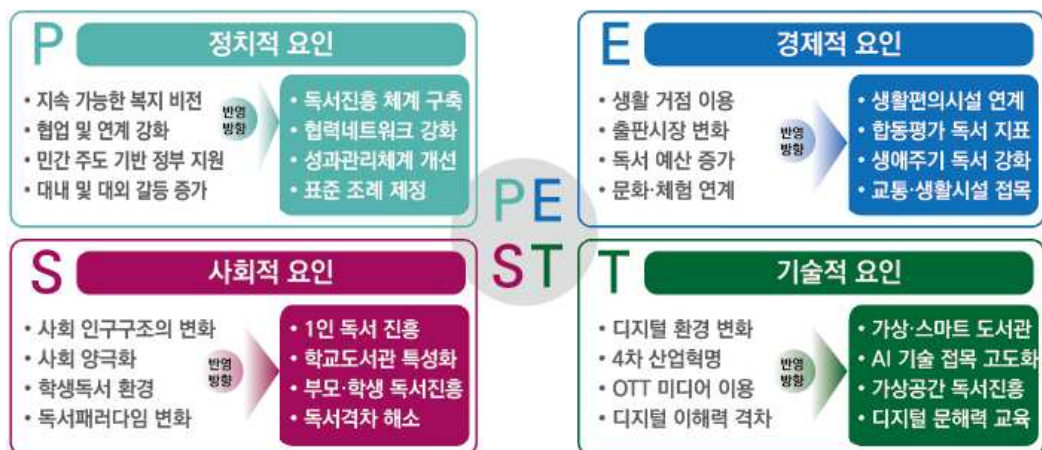 P 정치적 요인
• 지속 가능한 복지 비전
• 협업 및 연계 강화
• 민간 주도 기반 정부 지원
• 대내 및 대외 갈등 증가
반영
방향
• 독서진흥 체계 구축
• 협력네트워크 강화
• 성과관리체계 개선
• 표준 조례 제정
E 경제적 요인
• 생활 거점 이용
• 출판시장 변화
• 독서 예산 증가
• 문화·체험 연계
반영
방향
• 생활편의시설 연계
• 합동평가 독서 지표
• 생애주기 독서 강화
• 교통·생활시설 접목
PE
ST
S 사회적 요인
• 사회 인구구조의 변화
• 사회 양극화
• 학생독서 환경
• 독서패러다임 변화
반영
방향
• 1인 독서 진흥
• 학교도서관 특성화
• 부모·학생 독서진흥
• 독서격차 해소
T 기술적 요인
• 디지털 환경 변화
• 4차 산업혁명
• OTT 미디어 이용
• 디지털 이해력 격차
반영
방향
• 가상·스마트 도서관
• AI 기술 접목 고도화
• 가상공간 독서진흥
• 디지털 문해력 교육